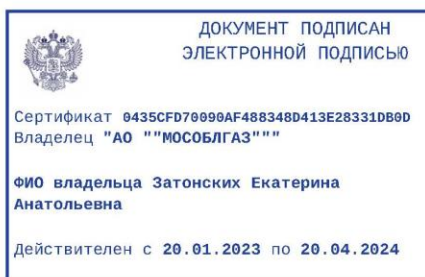 ДОКУМЕНТ ПОДПИСАН
ЭЛЕКТРОННОЙ ПОДПИСЬЮ
Сертификат 0435CFD70090AF488348D413E28331DB0D
Владелец "АО ""МОСОБЛГАЗ"""
ФИО владельца Затонских Екатерина
Анатольевна
Действителен с 20.01.2023 по 20.04.2024